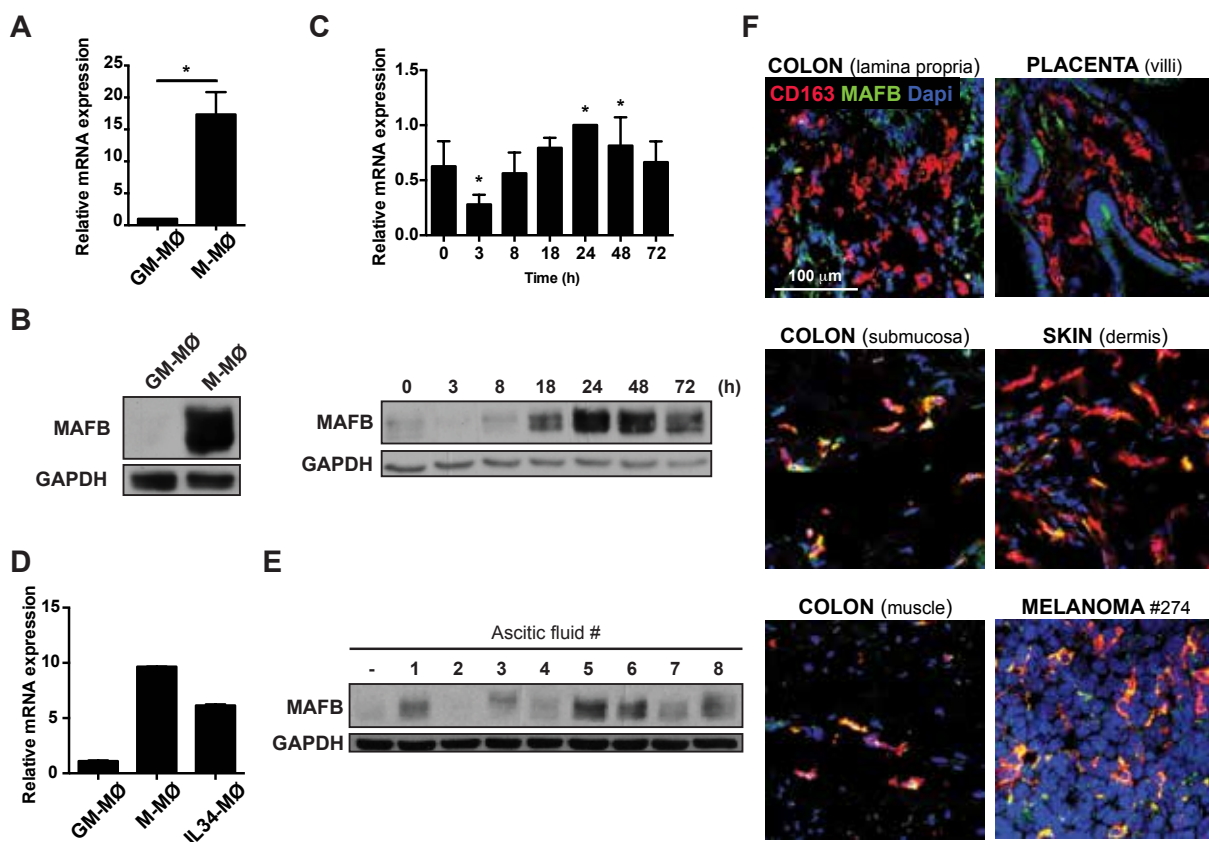 A
Relative mRNA expression
25
20
15
10
5
0
*
GM-MØ
M-MØ
B
GM-MØ
M-MØ
MAFB
GAPDH
C
Relative mRNA expression
1.5
1.0
0.5
0.0
*
*
*
0 3 8 18 24 48 72
Time (h)
0 3 8 18 24 48 72 (h)
MAFB
GAPDH
D
Relative mRNA expression
15
10
5
0
GM-MØ
M-MØ
IL34-MØ
E
Ascitic fluid #
- 1 2 3 4 5 6 7 8
MAFB
GAPDH
F
COLON (lamina propria)
CD163 MAFB Dapi
100 µm
PLACENTA (villi)
COLON (submucosa)
SKIN (dermis)
COLON (muscle)
MELANOMA #274